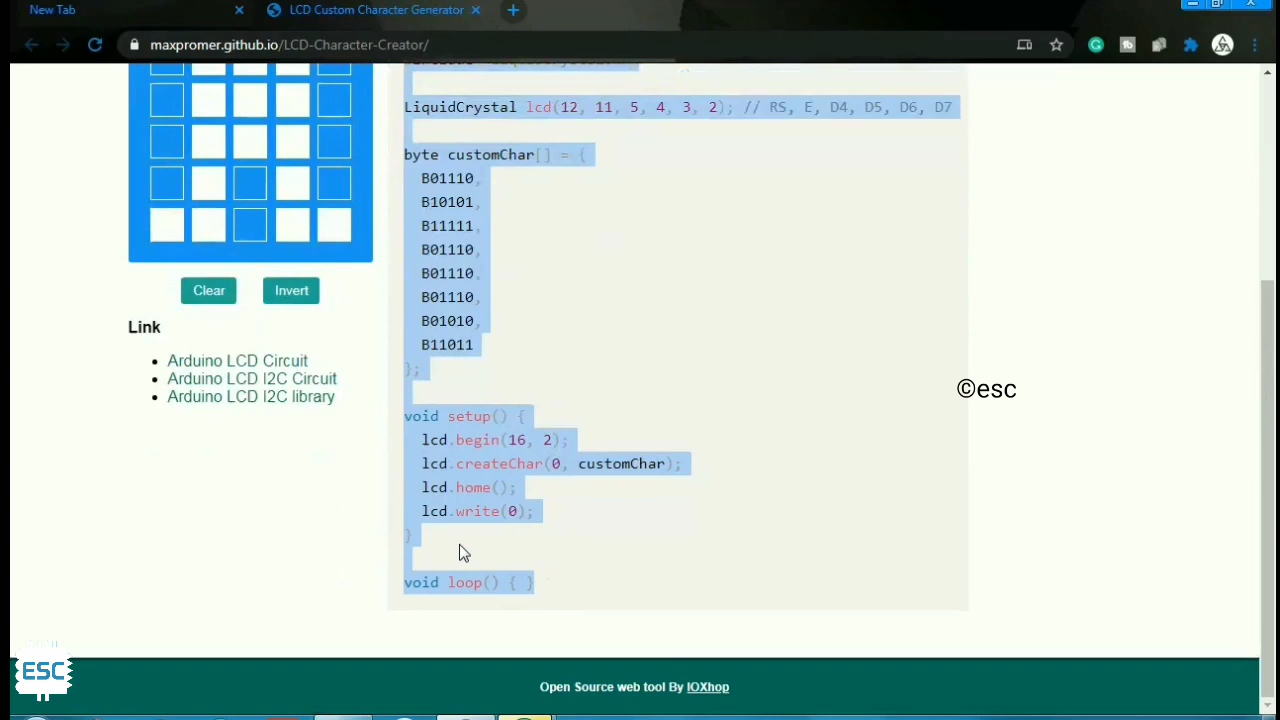 New Tab
LCD Custom Character Generator
maxpromer.github.io/LCD-Character-Creator/
LiquidCrystal lcd(12, 11, 5, 4, 3, 2); // RS, E, D4, D5, D6, D7
byte customChar[] = {
B01110,
B10101,
B11111,
B01110,
B01110,
B01110,
B01010,
B11011
};
void setup() {
lcd.begin(16, 2);
lcd.createChar(0, customChar);
lcd.home();
lcd.write(0);
}
void loop() { }
Clear
Invert
Link
Arduino LCD Circuit
Arduino LCD I2C Circuit
Arduino LCD I2C library
©esc
ESC
Open Source web tool By IOXhop